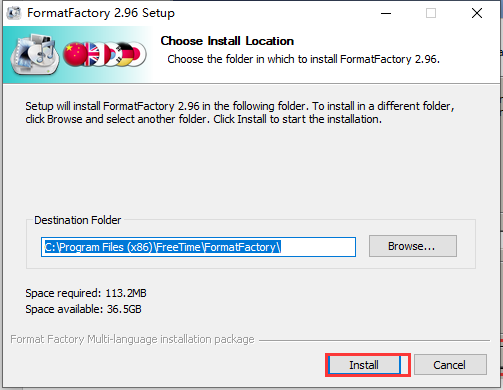 FormatFactory 2.96 Setup
Choose Install Location
Choose the folder in which to install FormatFactory 2.96.
Setup will install FormatFactory 2.96 in the following folder. To install in a different folder,
click Browse and select another folder. Click Install to start the installation.
Destination Folder
C:\Program Files (x86)\FreeTime\FormatFactory\
Browse...
Space required: 113.2MB
Space available: 36.5GB
Format Factory Multi-language installation package
Install
Cancel